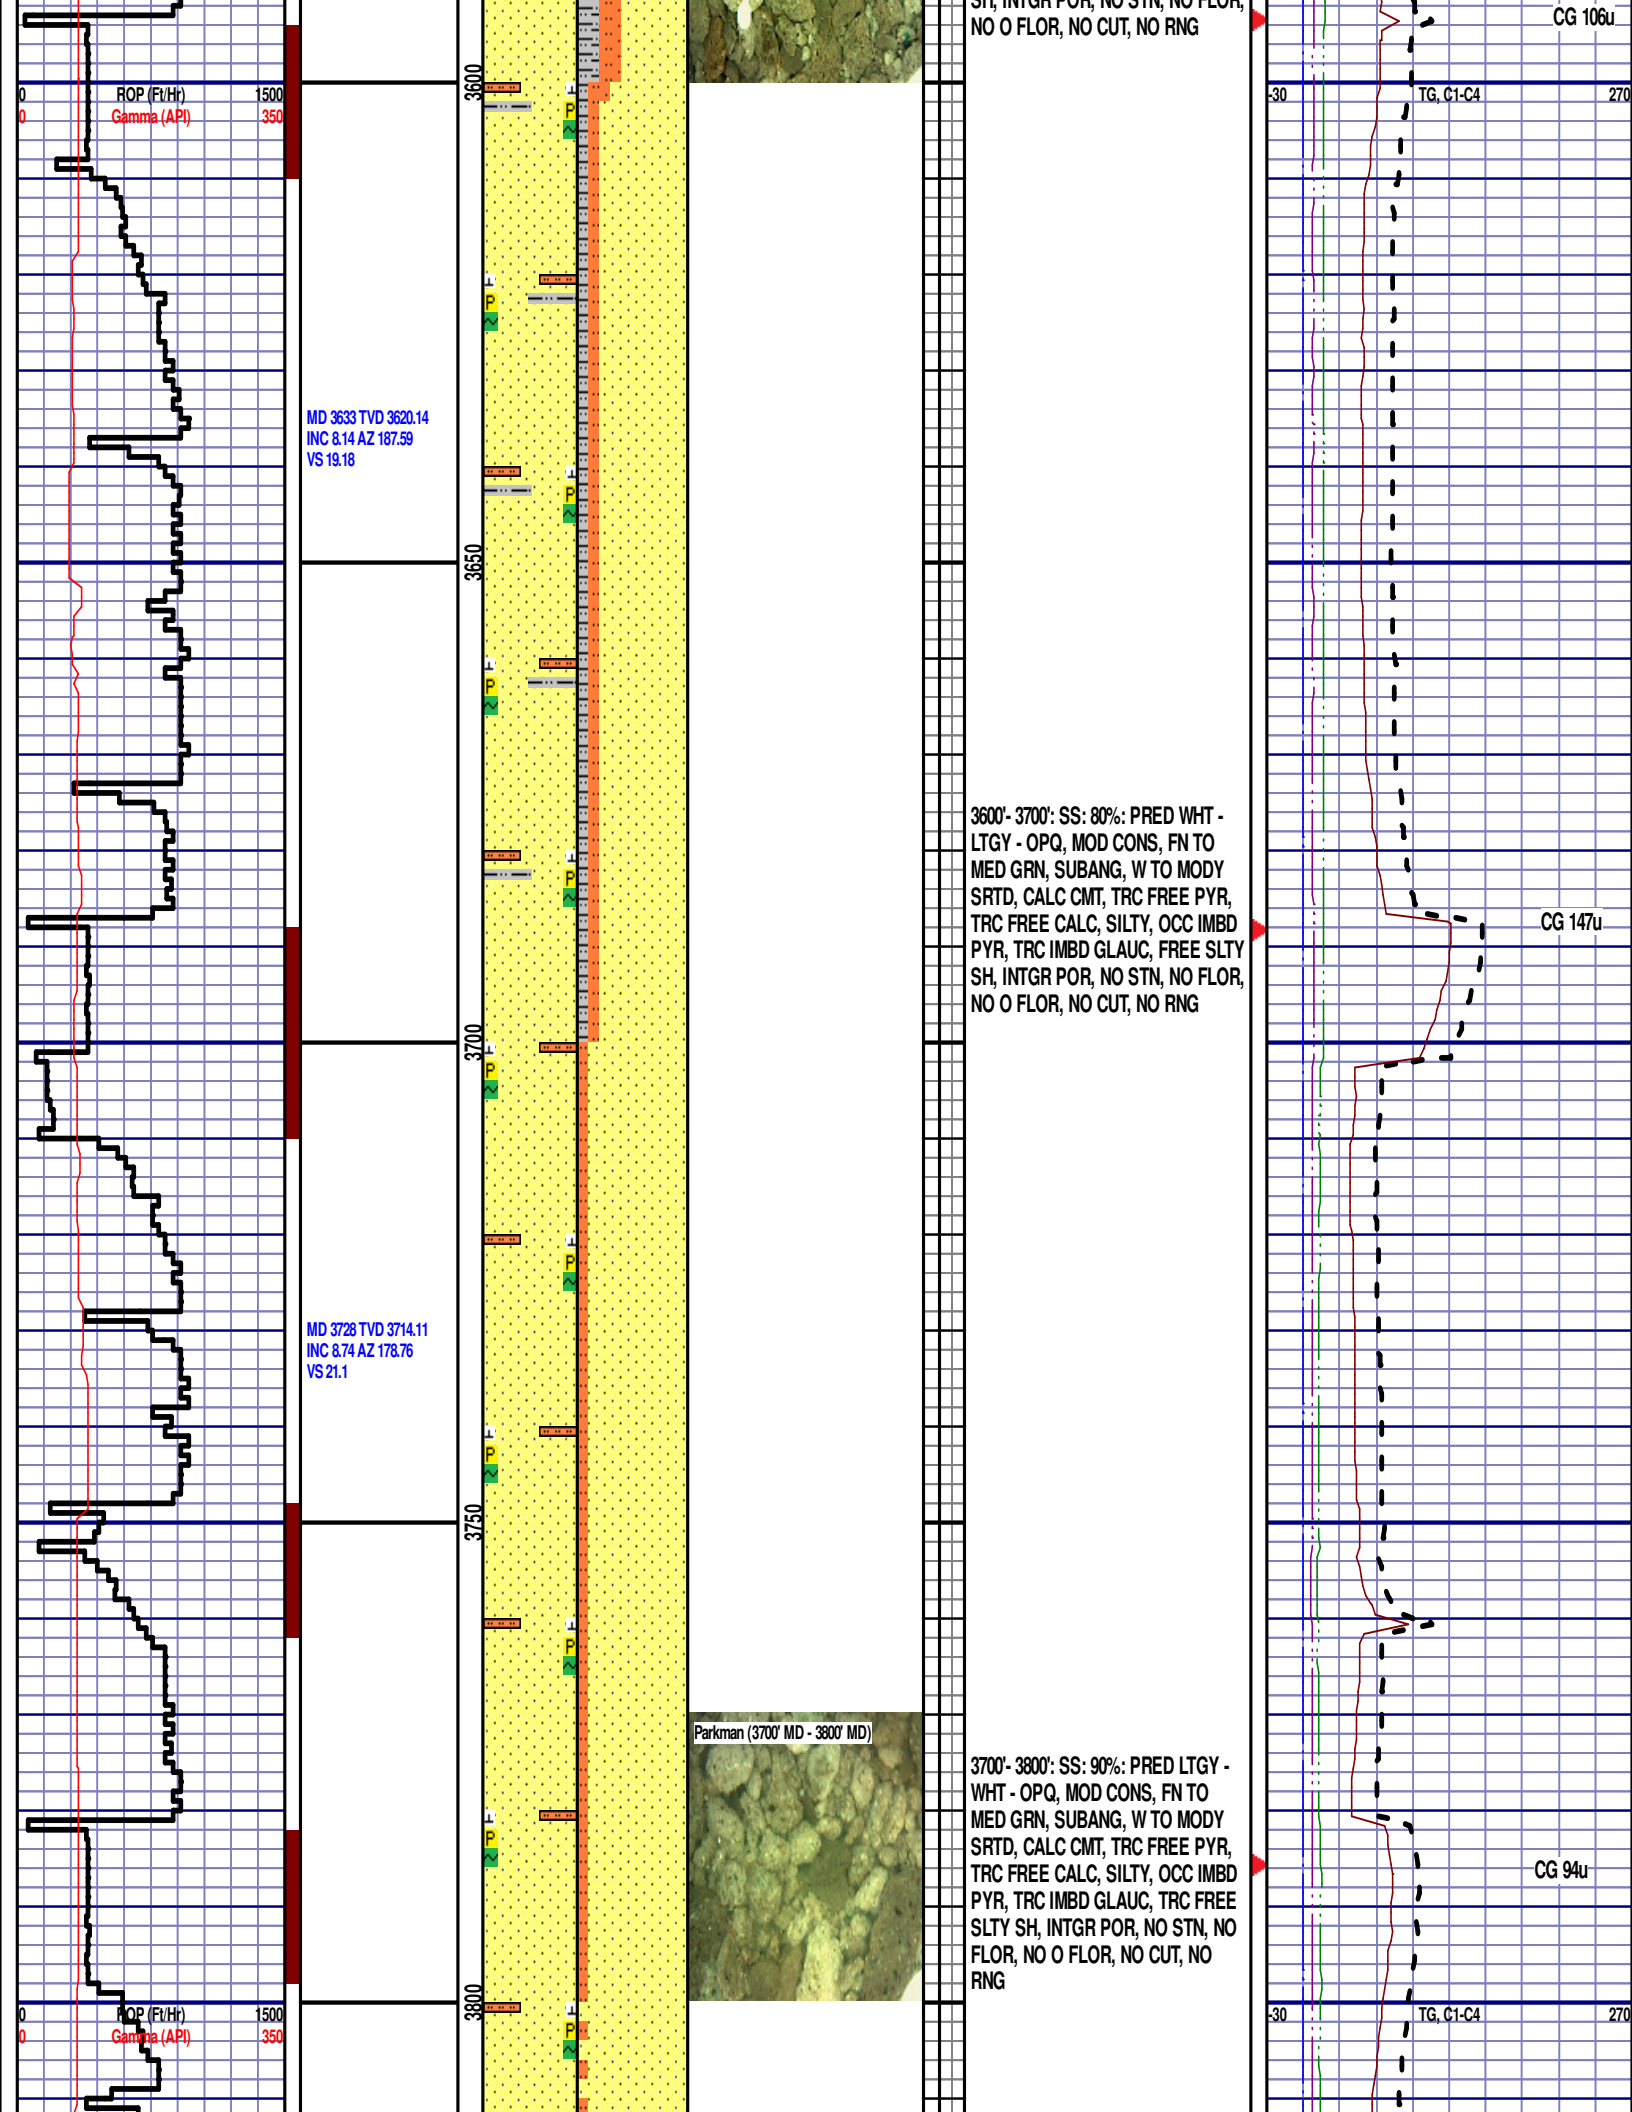 SH, INTGR POR, NO STN, NO FLOR,
NO O FLOR, NO CUT, NO RNG
CG 106u
0 ROP (Ft/Hr) 1500
0 Gamma (API) 350
3600
P
-30 TG, C1-C4 270
P
MD 3633 TVD 3620.14
INC 8.14 AZ 187.59
VS 19.18
P
3650
P
3600'- 3700': SS: 80%: PRED WHT -
LTGY - OPQ, MOD CONS, FN TO
MED GRN, SUBANG, W TO MODY
SRTD, CALC CMT, TRC FREE PYR,
TRC FREE CALC, SILTY, OCC IMBD
PYR, TRC IMBD GLAUC, FREE SLTY
SH, INTGR POR, NO STN, NO FLOR,
NO O FLOR, NO CUT, NO RNG
P
CG 147u
3700
P
P
MD 3728 TVD 3714.11
INC 8.74 AZ 178.76
VS 21.1
P
3750
P
Parkman (3700' MD - 3800' MD)
3700'- 3800': SS: 90%: PRED LTGY -
WHT - OPQ, MOD CONS, FN TO
MED GRN, SUBANG, W TO MODY
SRTD, CALC CMT, TRC FREE PYR,
TRC FREE CALC, SILTY, OCC IMBD
PYR, TRC IMBD GLAUC, TRC FREE
SLTY SH, INTGR POR, NO STN, NO
FLOR, NO O FLOR, NO CUT, NO
RNG
P
CG 94u
3800
0 ROP (Ft/Hr) 1500
0 Gamma (API) 350
P
-30 TG, C1-C4 270